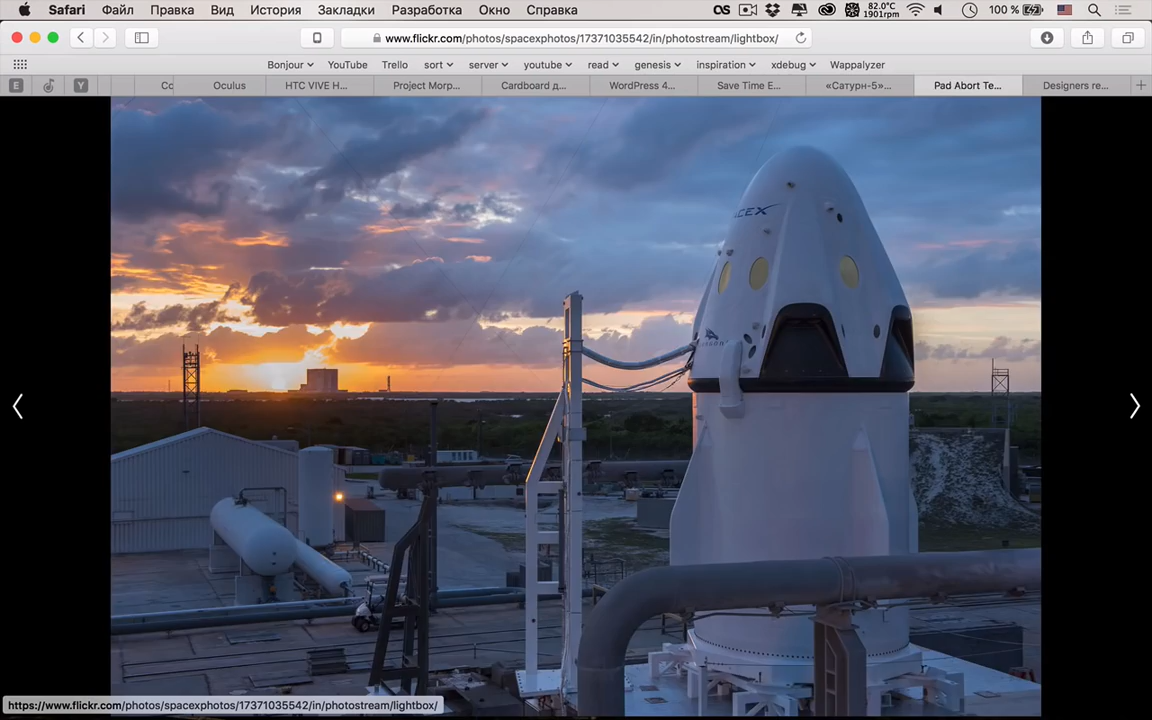 Safari Файл Правка Вид История Закладки Разработка Окно Справка 82.0°C 1901rpm 100 %
www.flickr.com/photos/spacexphotos/17371035542/in/photostream/lightbox/
Bonjour YouTube Trello sort server youtube read genesis inspiration xdebug Wappalyzer
E Y Cc Oculus HTC VIVE H... Project Morp... Cardboard д... WordPress 4... Save Time E... «Сатурн-5»... Pad Abort Te... Designers re...
https://www.flickr.com/photos/spacexphotos/17371035542/in/photostream/lightbox/